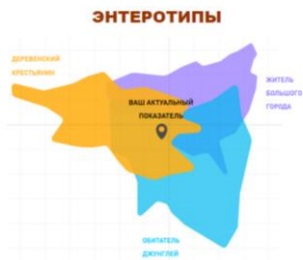 ЭНТЕРОТИПЫ
ДЕРЕВЕНСКИЙ
КРЕСТЬЯНИН
ЖИТЕЛЬ
БОЛЬШОГО
ГОРОДА
ВАШ АКТУАЛЬНЫЙ
ПОКАЗАТЕЛЬ
ОБИТАТЕЛЬ
ДЖУНГЛЕЙ